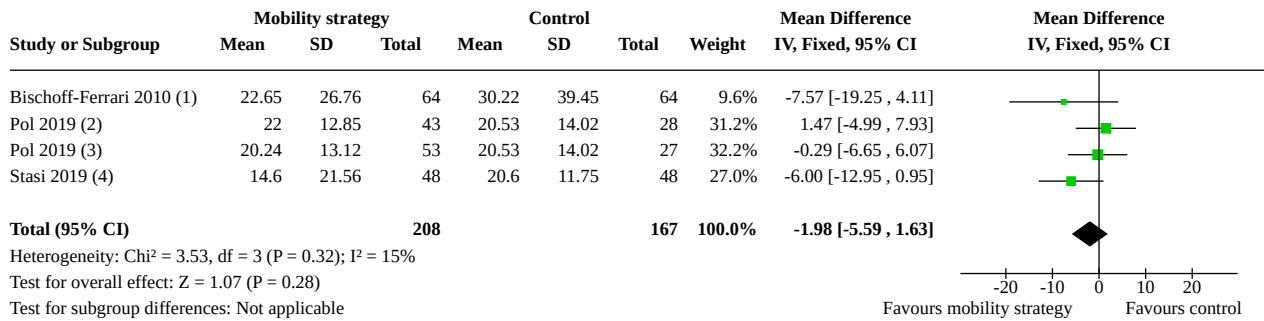 Mobility strategy Control Mean Difference Mean Difference
Study or Subgroup Mean SD Total Mean SD Total Weight IV, Fixed, 95% CI IV, Fixed, 95% CI
Bischoff-Ferrari 2010 (1) 22.65 26.76 64 30.22 39.45 64 9.6% -7.57 [-19.25 , 4.11]
Pol 2019 (2) 22 12.85 43 20.53 14.02 28 31.2% 1.47 [-4.99 , 7.93]
Pol 2019 (3) 20.24 13.12 53 20.53 14.02 27 32.2% -0.29 [-6.65 , 6.07]
Stasi 2019 (4) 14.6 21.56 48 20.6 11.75 48 27.0% -6.00 [-12.95 , 0.95]
Total (95% CI) 208 167 100.0% -1.98 [-5.59 , 1.63]
Heterogeneity: Chi² = 3.53, df = 3 (P = 0.32); I² = 15%
Test for overall effect: Z = 1.07 (P = 0.28)
-20 -10 0 10 20
Test for subgroup differences: Not applicable
Favours mobility strategy Favours control